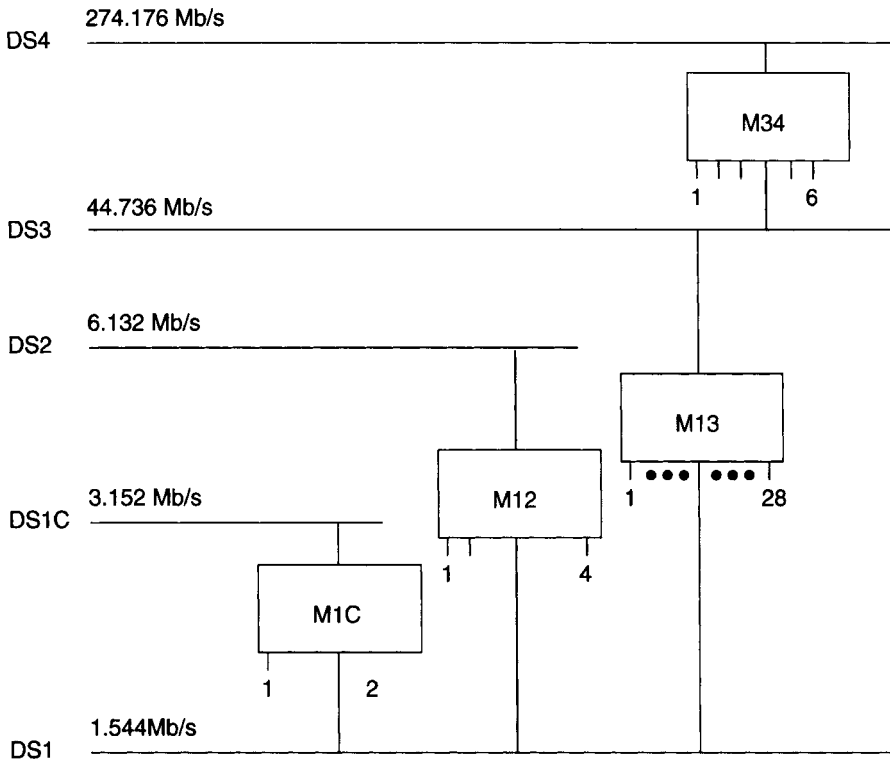 274.176 Mb/s
DS4
M34
1 6
44.736 Mb/s
DS3
6.132 Mb/s
DS2
M13
1 28
M12
1 4
3.152 Mb/s
DS1C
M1C
1 2
1.544Mb/s
DS1